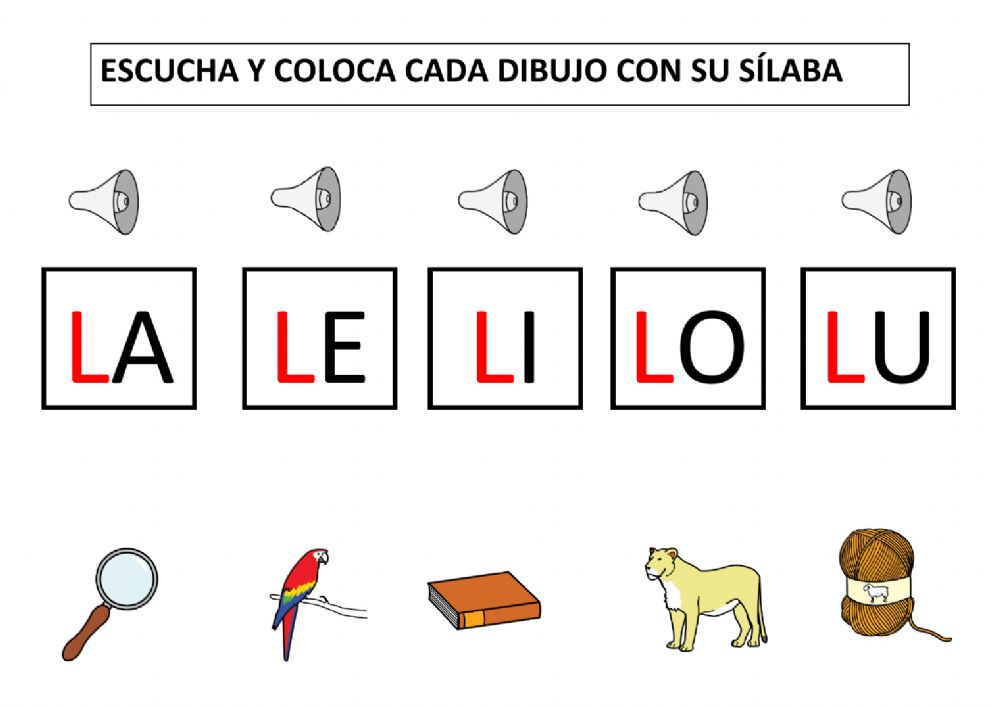 ESCUCHA Y COLOCA CADA DIBUJO CON SU SÍLABA
LA LE LI LO LU